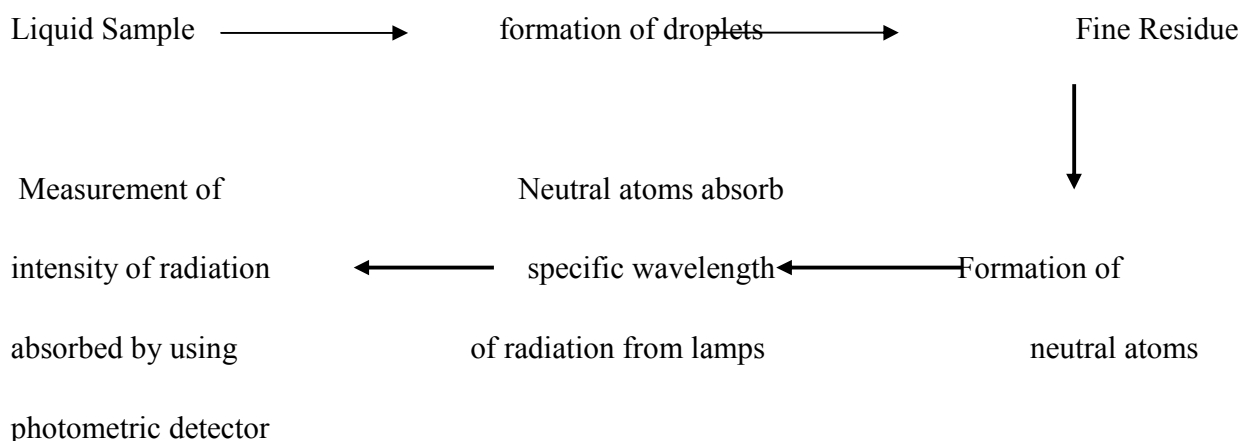 Liquid Sample formation of droplets Fine Residue
Measurement of Neutral atoms absorb
intensity of radiation specific wavelength Formation of
absorbed by using of radiation from lamps neutral atoms
photometric detector